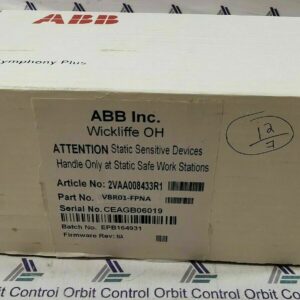 ABB
Symphony Plus
ABB Inc.
Wickliffe OH
ATTENTION Static Sensitive Devices
Handle Only at Static Safe Work Stations
Article No: 2VAA008433R1
Part No. V8R01-FPNA
Serial No. CEAGB06019
Batch No. EPB164931
Firmware Rev: NA
12
7
Orbit Control Orbit Control Orbit Control